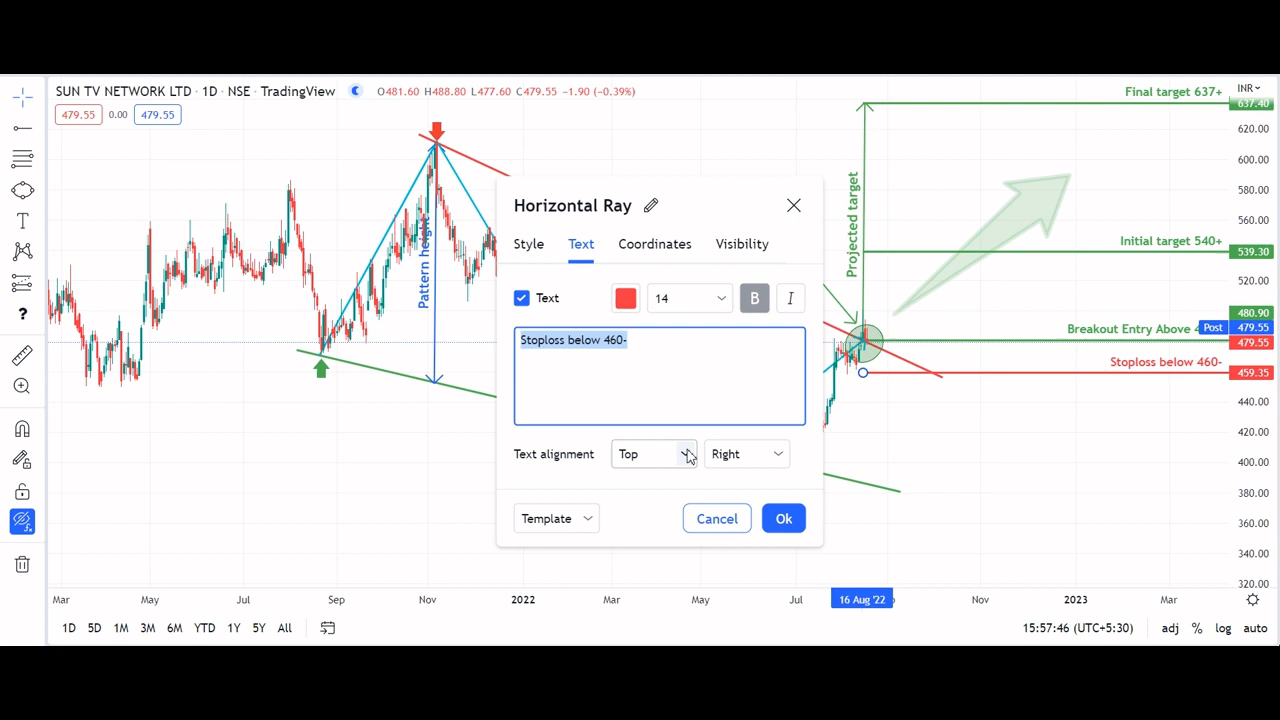 SUN TV NETWORK LTD · 1D · NSE · TradingView
O481.60 H488.80 L477.60 C479.55 −1.90 (−0.39%)
479.55 0.00 479.55
INR
Final target 637+
637.40
620.00
600.00
580.00
560.00
Initial target 540+
539.30
520.00
480.90
Breakout Entry Above
Post 479.55
479.55
Stoploss below 460-
459.35
440.00
420.00
400.00
380.00
360.00
340.00
320.00
Pattern height
Projected target
Horizontal Ray
Style Text Coordinates Visibility
Text 14 B I
Stoploss below 460-
Text alignment Top Right
Template Cancel Ok
Mar May Jul Sep Nov 2022 Mar May Jul 16 Aug '22 Nov 2023 Mar
1D 5D 1M 3M 6M YTD 1Y 5Y All 15:57:46 (UTC+5:30) adj % log auto